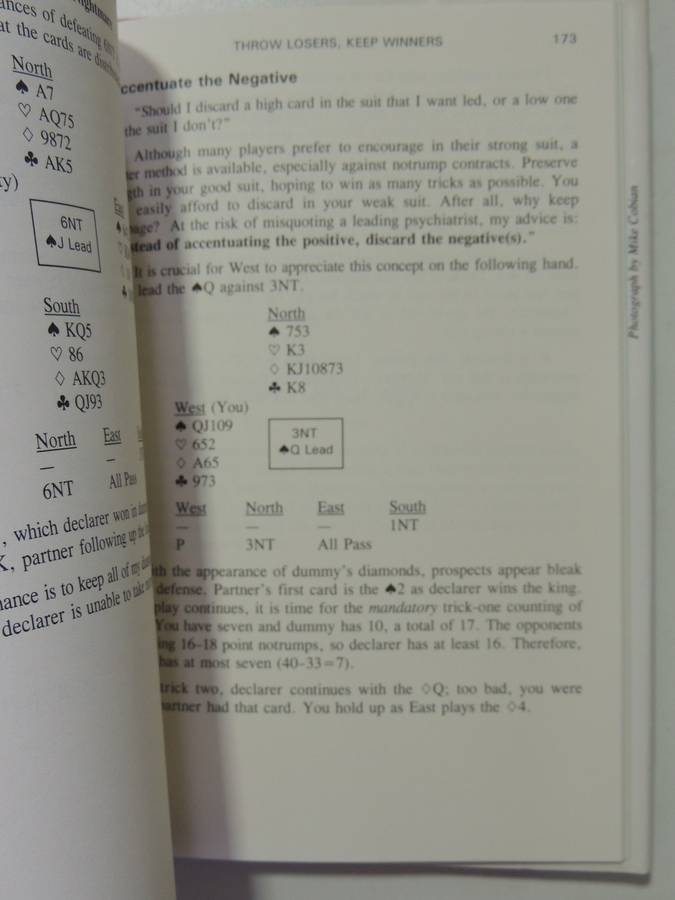 ances of defeating
at the cards are
North
♠ A7
♡ AQ75
♢ 9872
♣ AK5
6NT
♠J Lead
South
♠ KQ5
♡ 86
♢ AKQ3
♣ QJ93
North East
— —
6NT All Pass
, which declarer won in
K, partner following up the
nance is to keep all of my
declarer is unable to take
THROW LOSERS, KEEP WINNERS 173
ccentuate the Negative
"Should I discard a high card in the suit that I want led, or a low one
the suit I don't?"
Although many players prefer to encourage in their strong suit, a
er method is available, especially against notrump contracts. Preserve
gth in your good suit, hoping to win as many tricks as possible. You
easily afford to discard in your weak suit. After all, why keep
age? At the risk of misquoting a leading psychiatrist, my advice is:
stead of accentuating the positive, discard the negative(s)."
It is crucial for West to appreciate this concept on the following hand.
lead the ♠Q against 3NT.
North
♠ 753
♡ K3
♢ KJ10873
♣ K8
West (You)
♠ QJ109
♡ 652
♢ A65
♣ 973
3NT
♠Q Lead
West North East South
— — — 1NT
P 3NT All Pass
th the appearance of dummy's diamonds, prospects appear bleak
defense. Partner's first card is the ♠2 as declarer wins the king.
play continues, it is time for the mandatory trick-one counting of
You have seven and dummy has 10, a total of 17. The opponents
ing 16–18 point notrumps, so declarer has at least 16. Therefore,
has at most seven (40–33=7).
trick two, declarer continues with the ♢Q; too bad, you were
artner had that card. You hold up as East plays the ♢4.
Photograph by Mike Cobian